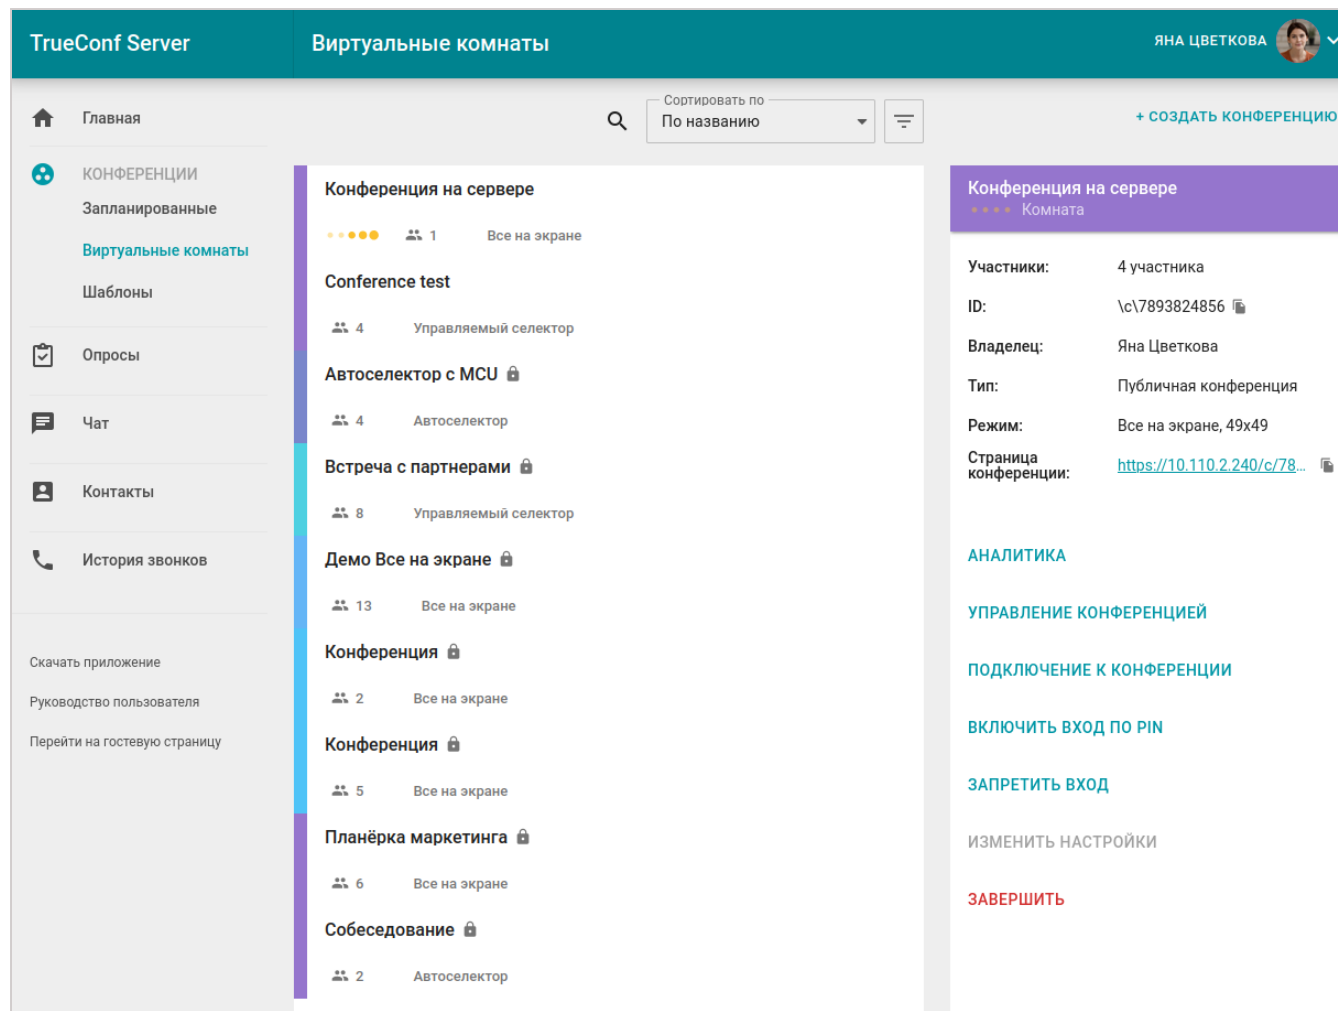 TrueConf Server
Виртуальные комнаты
ЯНА ЦВЕТКОВА
Главная
КОНФЕРЕНЦИИ
Запланированные
Виртуальные комнаты
Шаблоны
Опросы
Чат
Контакты
История звонков
Скачать приложение
Руководство пользователя
Перейти на гостевую страницу
Сортировать по
По названию
+ СОЗДАТЬ КОНФЕРЕНЦИЮ
Конференция на сервере
1 Все на экране
Conference test
4 Управляемый селектор
Автоселектор с MCU
4 Автоселектор
Встреча с партнерами
8 Управляемый селектор
Демо Все на экране
13 Все на экране
Конференция
2 Все на экране
Конференция
5 Все на экране
Планёрка маркетинга
6 Все на экране
Собеседование
2 Автоселектор
Конференция на сервере
Комната
Участники: 4 участника
ID: \c\7893824856
Владелец: Яна Цветкова
Тип: Публичная конференция
Режим: Все на экране, 49x49
Страница
конференции: https://10.110.2.240/c/78...
АНАЛИТИКА
УПРАВЛЕНИЕ КОНФЕРЕНЦИЕЙ
ПОДКЛЮЧЕНИЕ К КОНФЕРЕНЦИИ
ВКЛЮЧИТЬ ВХОД ПО PIN
ЗАПРЕТИТЬ ВХОД
ИЗМЕНИТЬ НАСТРОЙКИ
ЗАВЕРШИТЬ